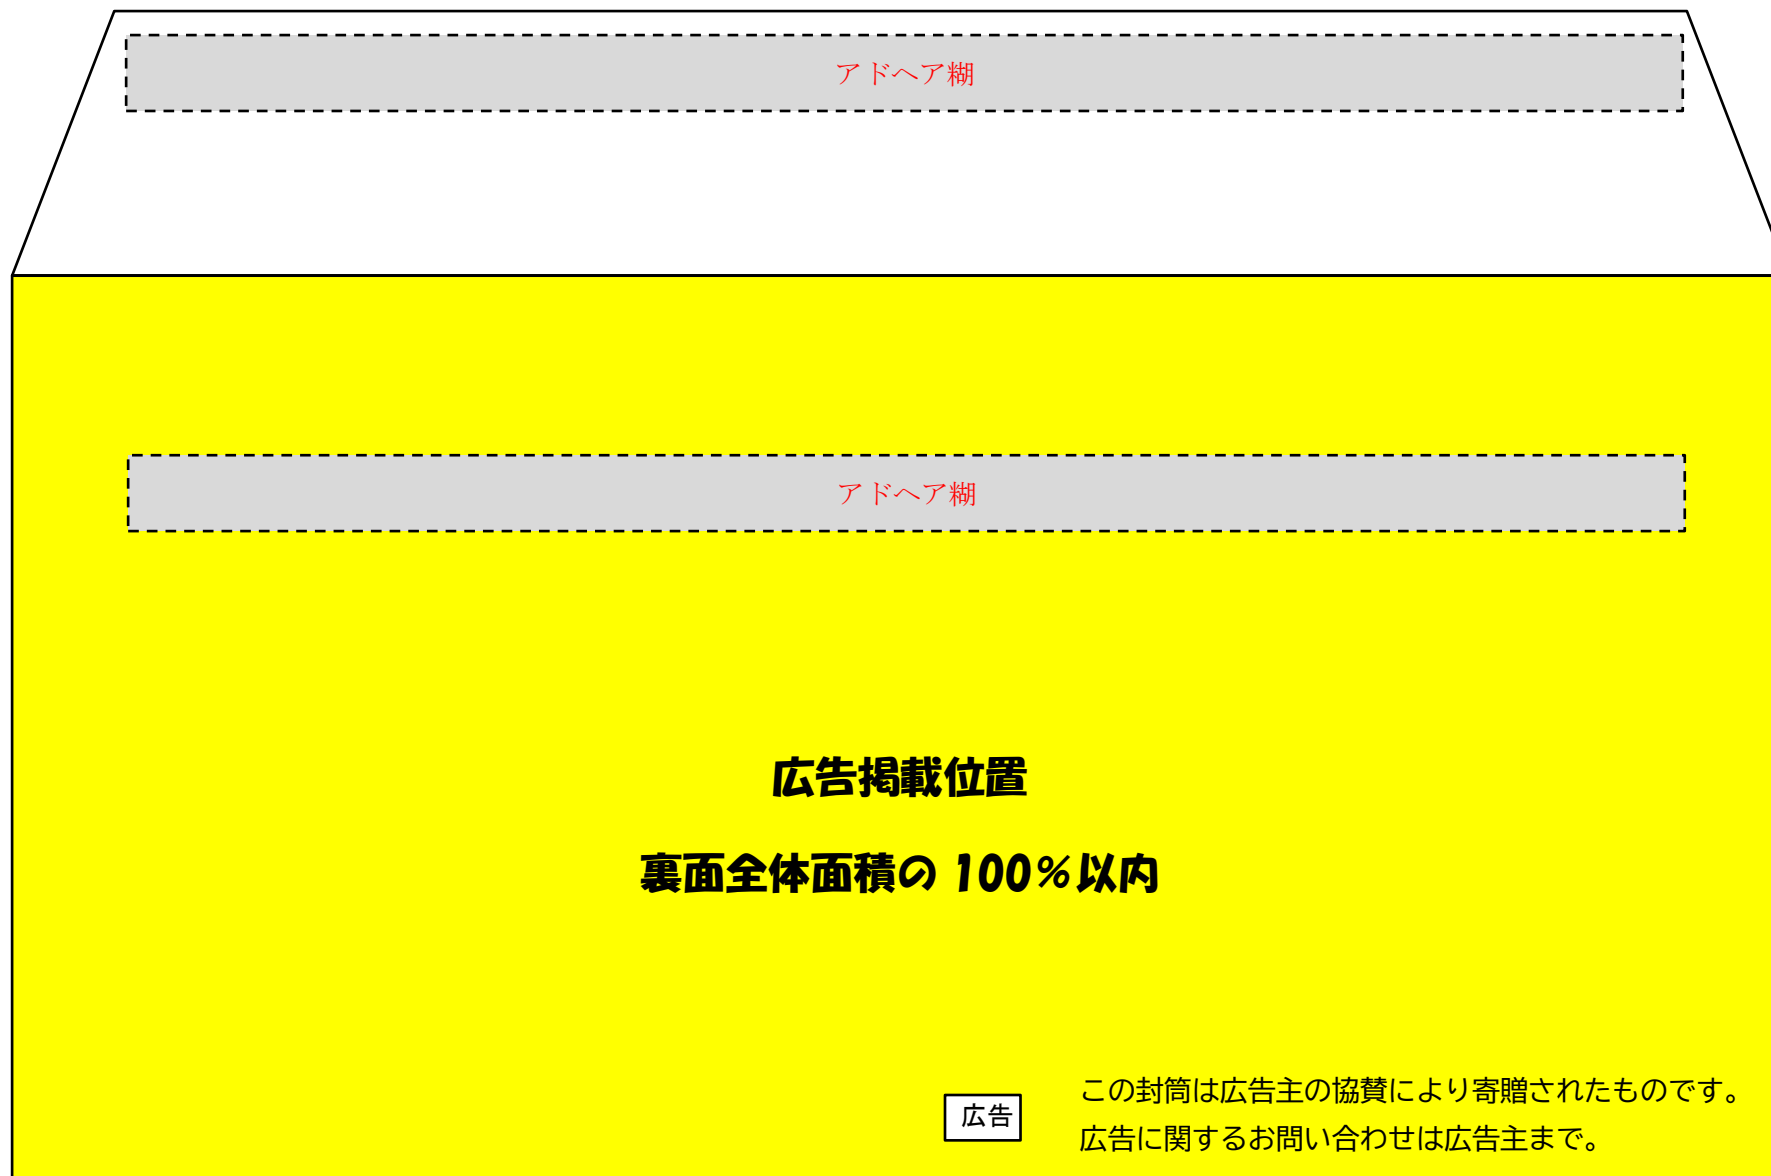 アドヘア糊
アドヘア糊
広告掲載位置
裏面全体面積の 100％以内
広告
この封筒は広告主の協賛により寄贈されたものです。
広告に関するお問い合わせは広告主まで。